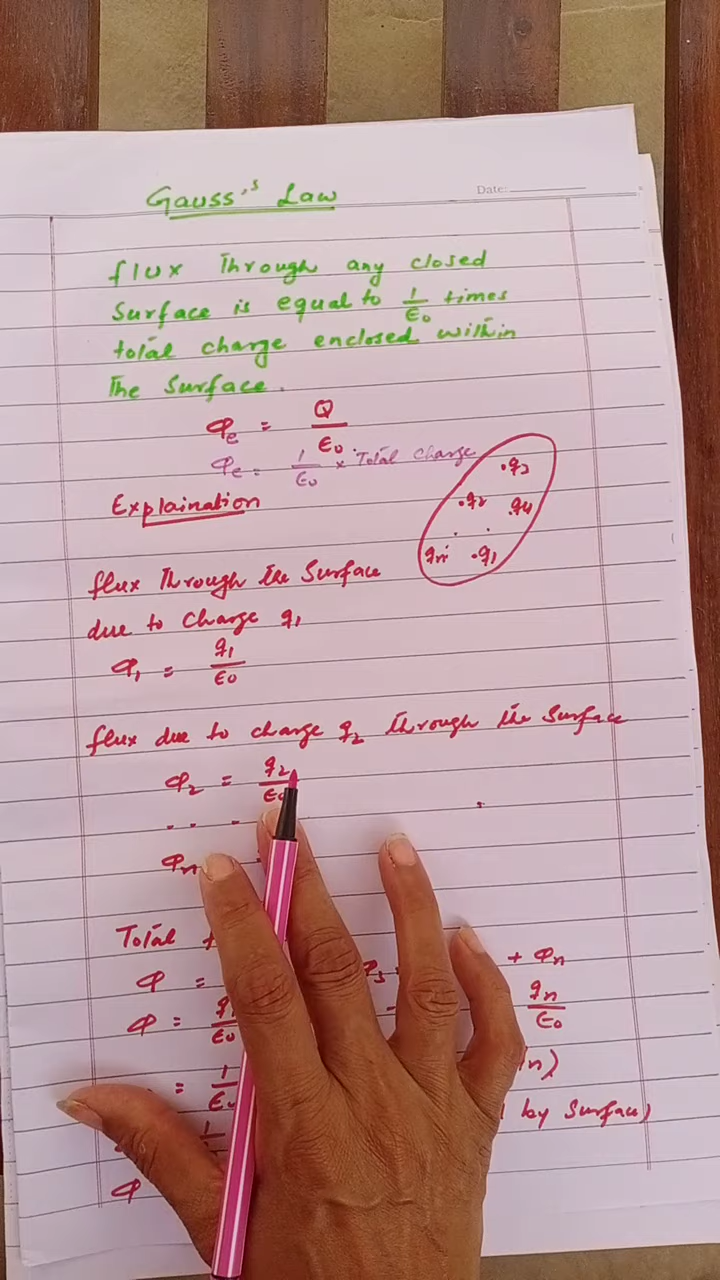 Gauss's Law
Date:
flux Through any closed
Surface is equal to 1/ε₀ times
total charge enclosed within
The Surface.
Φe = Q/ε₀.
Φe = 1/ε₀ × Total Charge
Explaination
.q3
.q2 q4
qn .q1
flux Through the Surface
due to charge q1
Φ1 = q1/ε₀
flux due to charge q2 through the Surface
Φ2 = q2/ε₀
. . .
Φn
Total
Φ = + Φn
Φ = q1/ε₀ qn/ε₀
= 1/ε₀
by Surface)
Φ